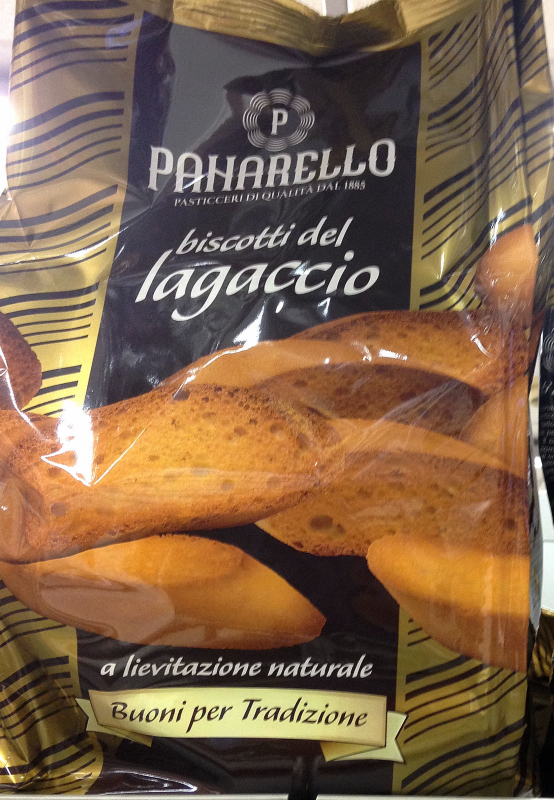 P
PANARELLO
PASTICCERI DI QUALITÀ DAL 1885
biscotti del
lagaccio
a lievitazione naturale
Buoni per Tradizione